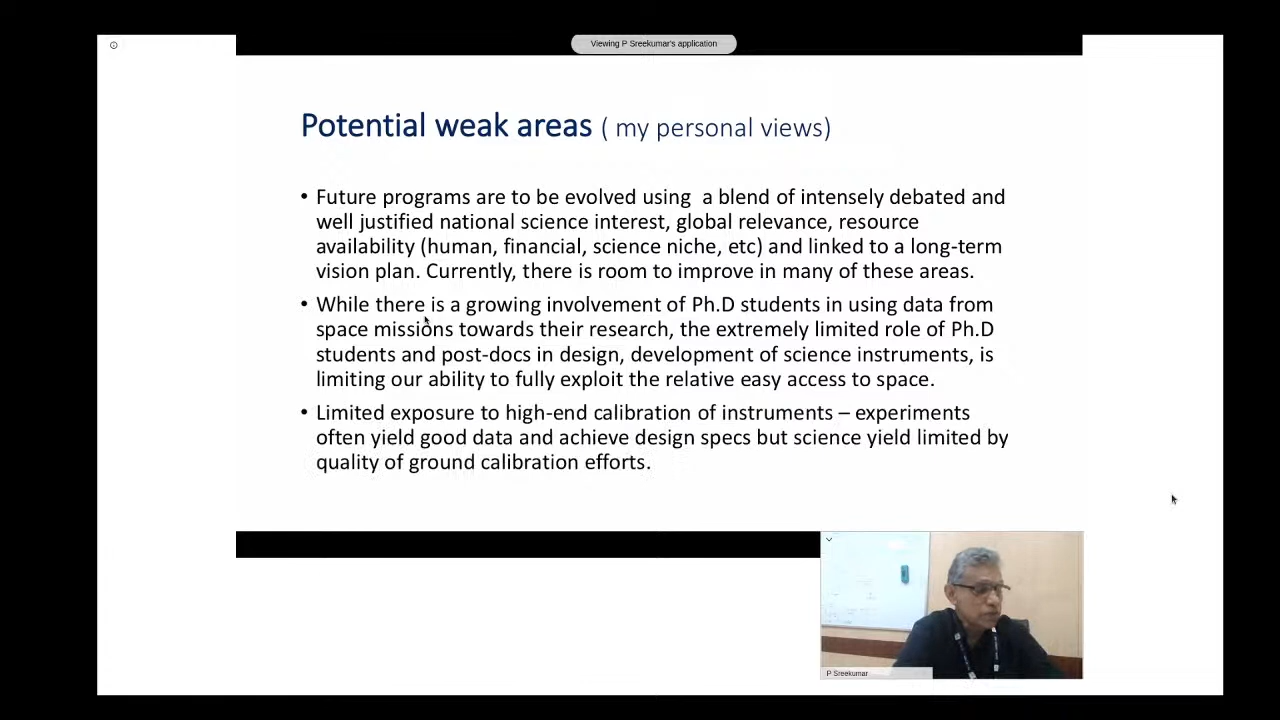 Viewing P Sreekumar's application
Potential weak areas ( my personal views)
• Future programs are to be evolved using  a blend of intensely debated and
well justified national science interest, global relevance, resource
availability (human, financial, science niche, etc) and linked to a long-term
vision plan. Currently, there is room to improve in many of these areas.
• While there is a growing involvement of Ph.D students in using data from
space missions towards their research, the extremely limited role of Ph.D
students and post-docs in design, development of science instruments, is
limiting our ability to fully exploit the relative easy access to space.
• Limited exposure to high-end calibration of instruments – experiments
often yield good data and achieve design specs but science yield limited by
quality of ground calibration efforts.
P Sreekumar